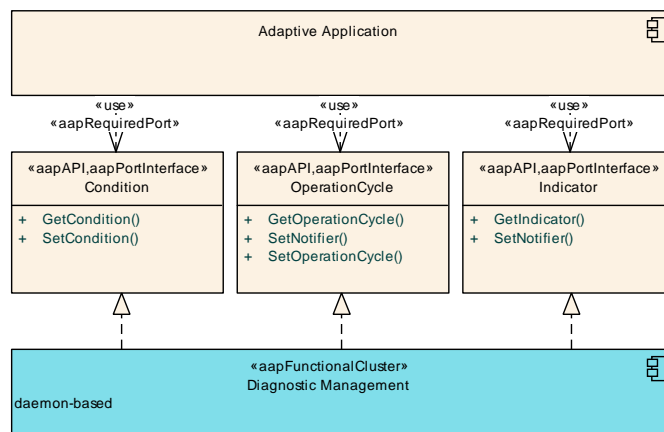 Adaptive Application
«use»
«aapRequiredPort»
«use»
«aapRequiredPort»
«use»
«aapRequiredPort»
«aapAPI,aapPortInterface»
Condition
+ GetCondition()
+ SetCondition()
«aapAPI,aapPortInterface»
OperationCycle
+ GetOperationCycle()
+ SetNotifier()
+ SetOperationCycle()
«aapAPI,aapPortInterface»
Indicator
+ GetIndicator()
+ SetNotifier()
«aapFunctionalCluster»
Diagnostic Management
daemon-based